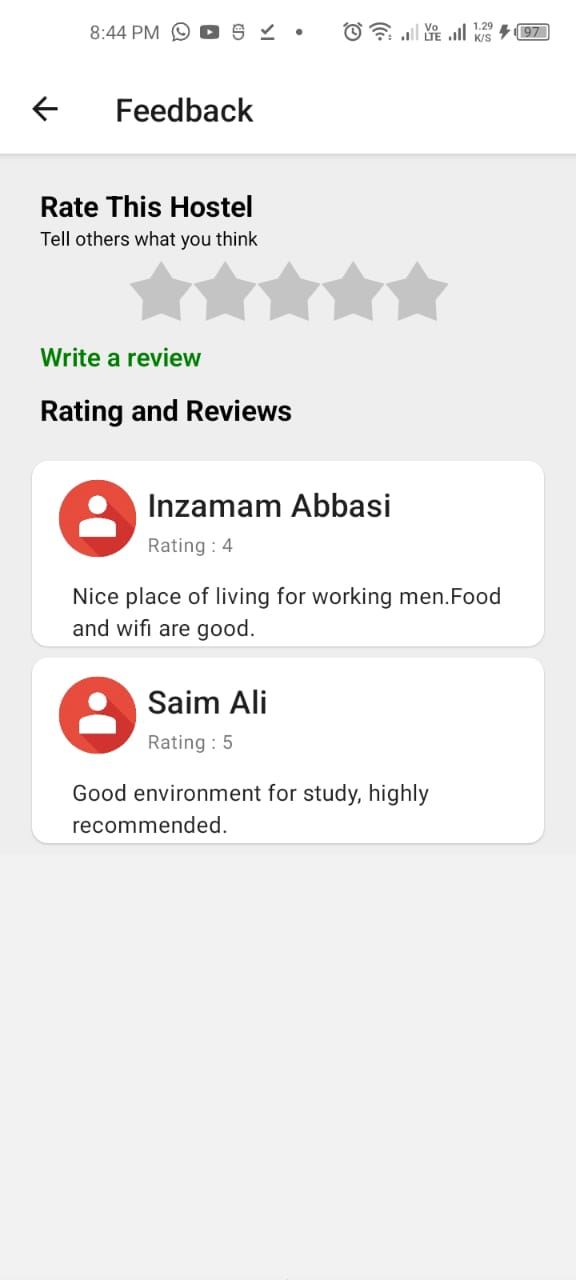 8:44 PM Vo LTE 1.29 K/S 97
Feedback
Rate This Hostel
Tell others what you think
Write a review
Rating and Reviews
Inzamam Abbasi
Rating : 4
Nice place of living for working men.Food
and wifi are good.
Saim Ali
Rating : 5
Good environment for study, highly
recommended.